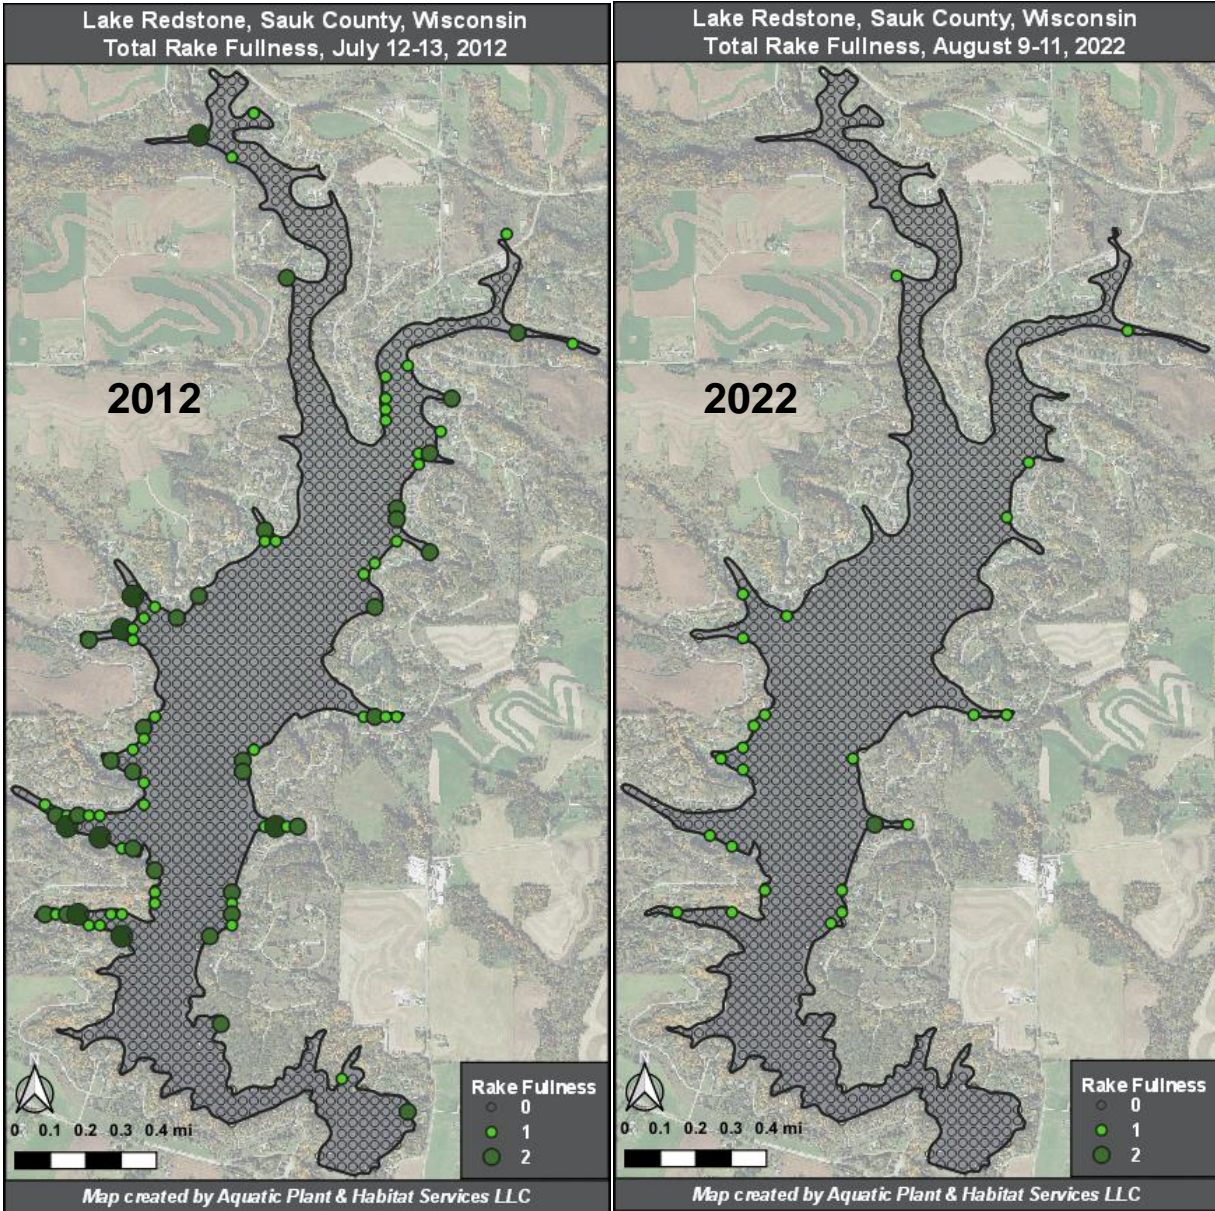 Lake Redstone, Sauk County, Wisconsin
Total Rake Fullness, July 12-13, 2012
2012
N
Rake Fullness
0
1
2
0 0.1 0.2 0.3 0.4 mi
Map created by Aquatic Plant & Habitat Services LLC
Lake Redstone, Sauk County, Wisconsin
Total Rake Fullness, August 9-11, 2022
2022
N
Rake Fullness
0
1
2
0 0.1 0.2 0.3 0.4 mi
Map created by Aquatic Plant & Habitat Services LLC